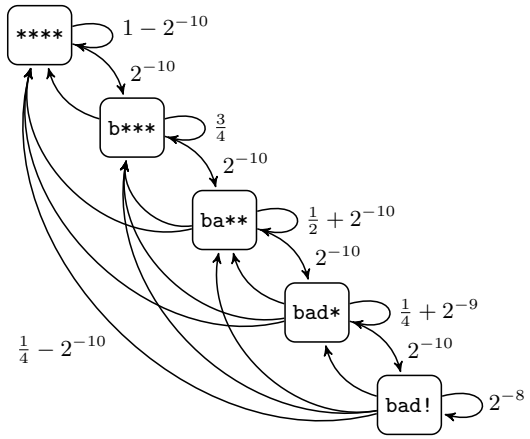 ****
1 − 2⁻¹⁰
2⁻¹⁰
b***
3/4
2⁻¹⁰
ba**
1/2 + 2⁻¹⁰
2⁻¹⁰
bad*
1/4 + 2⁻⁹
1/4 − 2⁻¹⁰
2⁻¹⁰
bad!
2⁻⁸